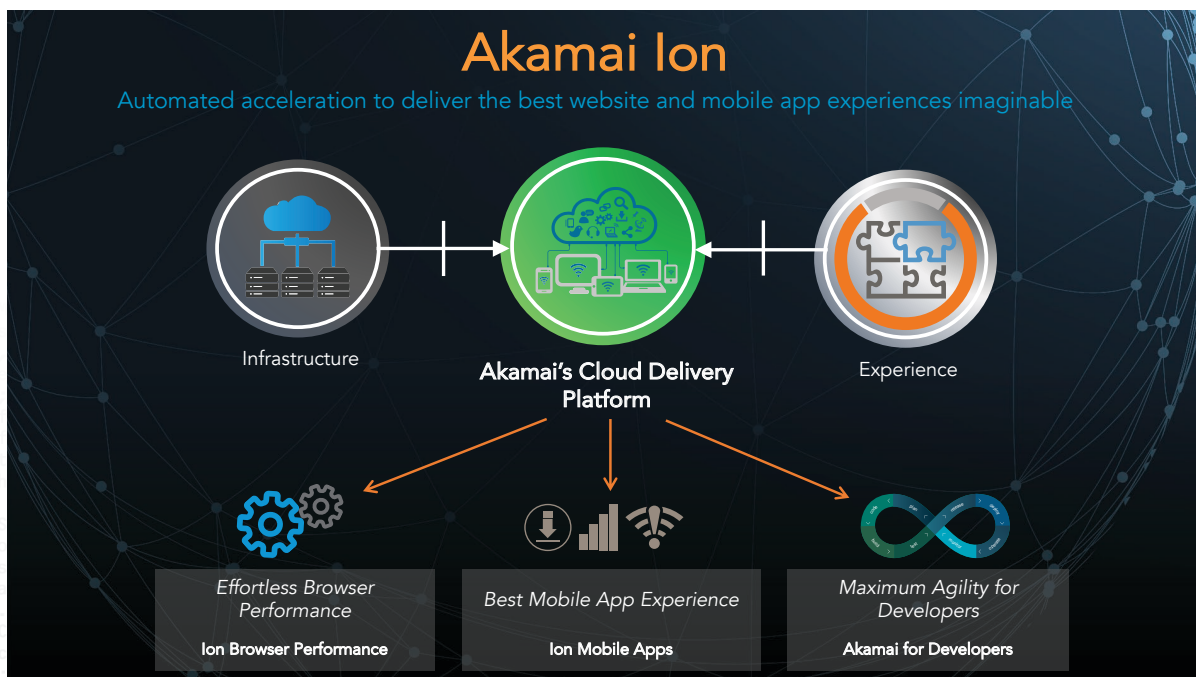 Akamai Ion
Automated acceleration to deliver the best website and mobile app experiences imaginable
Infrastructure
Akamai's Cloud Delivery
Platform
Experience
Effortless Browser
Performance
Ion Browser Performance
Best Mobile App Experience
Ion Mobile Apps
Maximum Agility for
Developers
Akamai for Developers